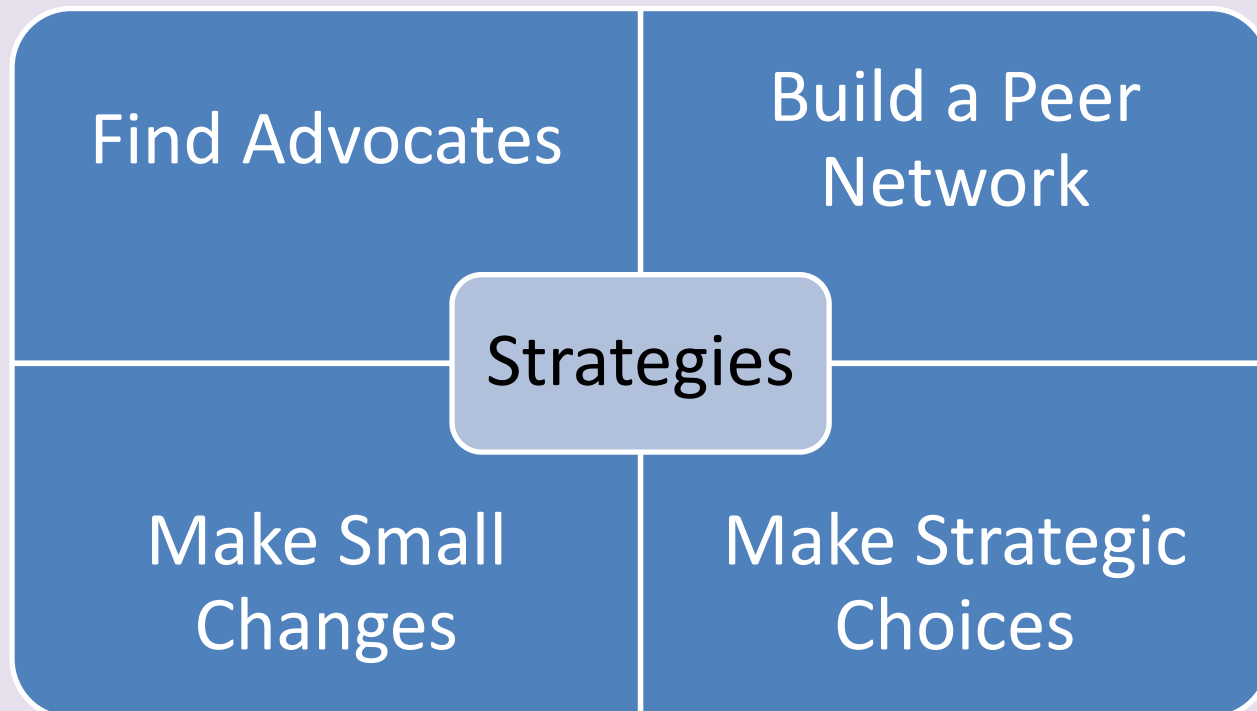 Find Advocates
Build a Peer
Network
Strategies
Make Small
Changes
Make Strategic
Choices